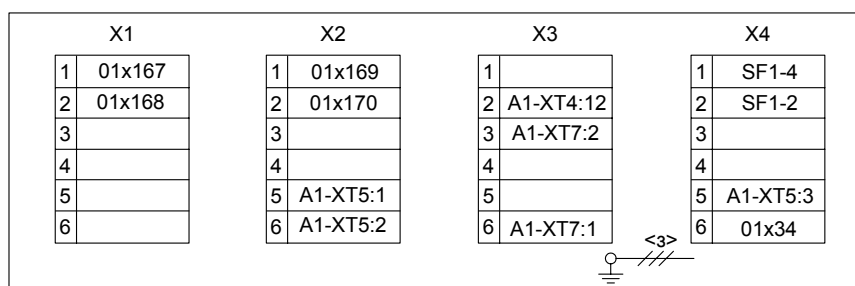 X1 X2 X3 X4
1 01x167 1 01x169 1 1 SF1-4
2 01x168 2 01x170 2 A1-XT4:12 2 SF1-2
3 3 3 A1-XT7:2 3
4 4 4 4
5 5 A1-XT5:1 5 5 A1-XT5:3
6 6 A1-XT5:2 6 A1-XT7:1 6 01x34
<3>